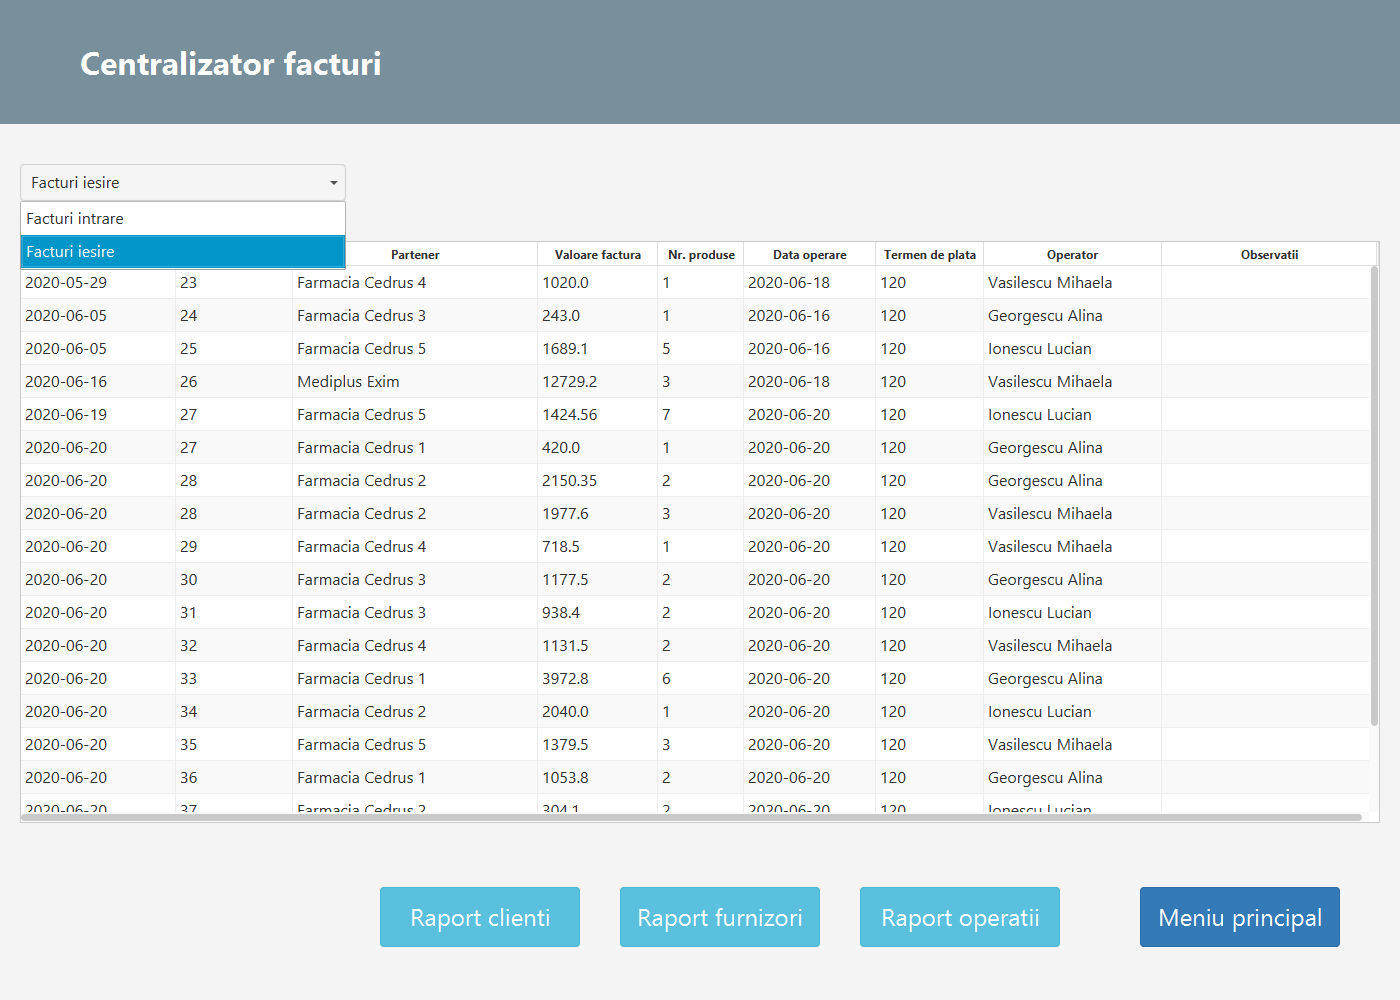 Centralizator facturi
Facturi iesire
Facturi intrare
Facturi iesire
Partener Valoare factura Nr. produse Data operare Termen de plata Operator Observatii
2020-05-29 23 Farmacia Cedrus 4 1020.0 1 2020-06-18 120 Vasilescu Mihaela
2020-06-05 24 Farmacia Cedrus 3 243.0 1 2020-06-16 120 Georgescu Alina
2020-06-05 25 Farmacia Cedrus 5 1689.1 5 2020-06-16 120 Ionescu Lucian
2020-06-16 26 Mediplus Exim 12729.2 3 2020-06-18 120 Vasilescu Mihaela
2020-06-19 27 Farmacia Cedrus 5 1424.56 7 2020-06-20 120 Ionescu Lucian
2020-06-20 27 Farmacia Cedrus 1 420.0 1 2020-06-20 120 Georgescu Alina
2020-06-20 28 Farmacia Cedrus 2 2150.35 2 2020-06-20 120 Georgescu Alina
2020-06-20 28 Farmacia Cedrus 2 1977.6 3 2020-06-20 120 Vasilescu Mihaela
2020-06-20 29 Farmacia Cedrus 4 718.5 1 2020-06-20 120 Vasilescu Mihaela
2020-06-20 30 Farmacia Cedrus 3 1177.5 2 2020-06-20 120 Georgescu Alina
2020-06-20 31 Farmacia Cedrus 3 938.4 2 2020-06-20 120 Ionescu Lucian
2020-06-20 32 Farmacia Cedrus 4 1131.5 2 2020-06-20 120 Vasilescu Mihaela
2020-06-20 33 Farmacia Cedrus 1 3972.8 6 2020-06-20 120 Georgescu Alina
2020-06-20 34 Farmacia Cedrus 2 2040.0 1 2020-06-20 120 Ionescu Lucian
2020-06-20 35 Farmacia Cedrus 5 1379.5 3 2020-06-20 120 Vasilescu Mihaela
2020-06-20 36 Farmacia Cedrus 1 1053.8 2 2020-06-20 120 Georgescu Alina
2020-06-20 37 Farmacia Cedrus 2 304.1 2 2020-06-20 120 Ionescu Lucian
Raport clienti Raport furnizori Raport operatii Meniu principal